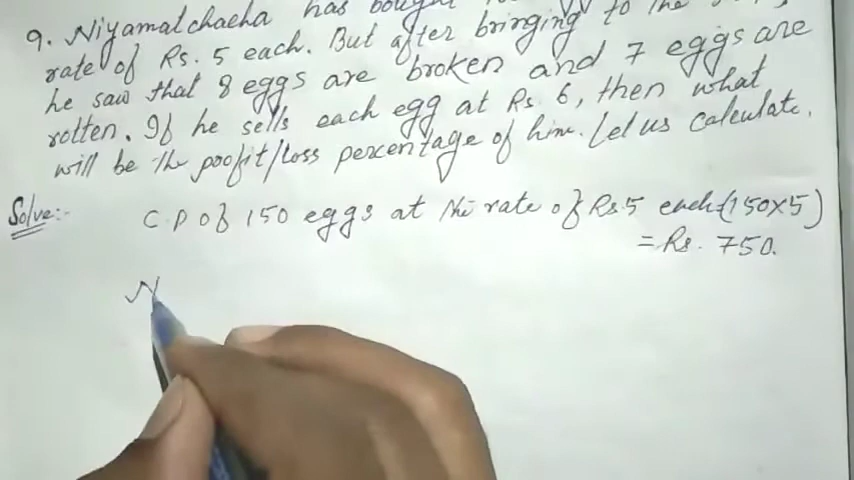 9. Niyamatchacha has bought
rate of Rs. 5 each. But after bringing to the
he saw that 8 eggs are broken and 7 eggs are
rotten. If he sells each egg at Rs. 6, then what
will be the profit/loss percentage of him. Let us calculate.
Solve:- C.P of 150 eggs at the rate of Rs 5 each = (150×5)
= Rs. 750.
N